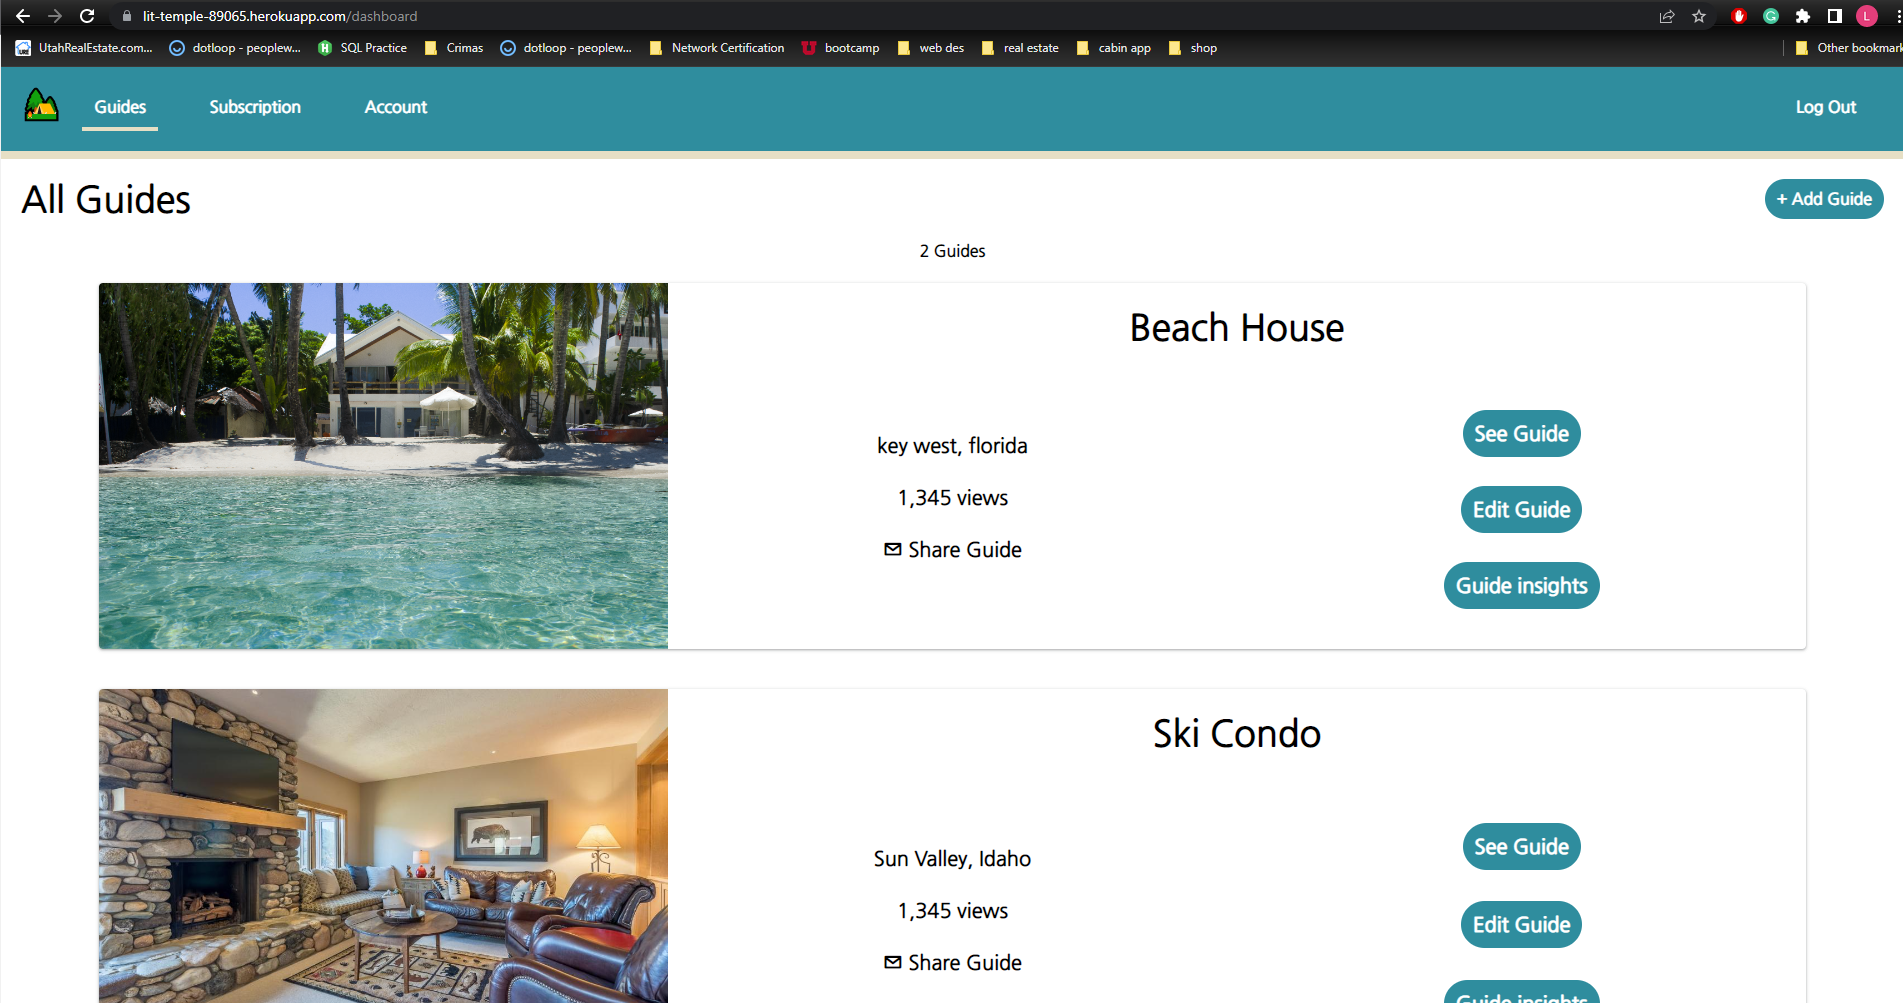 lit-temple-89065.herokuapp.com/dashboard
L
UtahRealEstate.com... dotloop - peoplew... SQL Practice Crimas dotloop - peoplew... Network Certification bootcamp web des real estate cabin app shop Other bookmark
Guides Subscription Account Log Out
All Guides
+ Add Guide
2 Guides
Beach House
key west, florida
1,345 views
Share Guide
See Guide
Edit Guide
Guide insights
Ski Condo
Sun Valley, Idaho
1,345 views
Share Guide
See Guide
Edit Guide
Guide insights